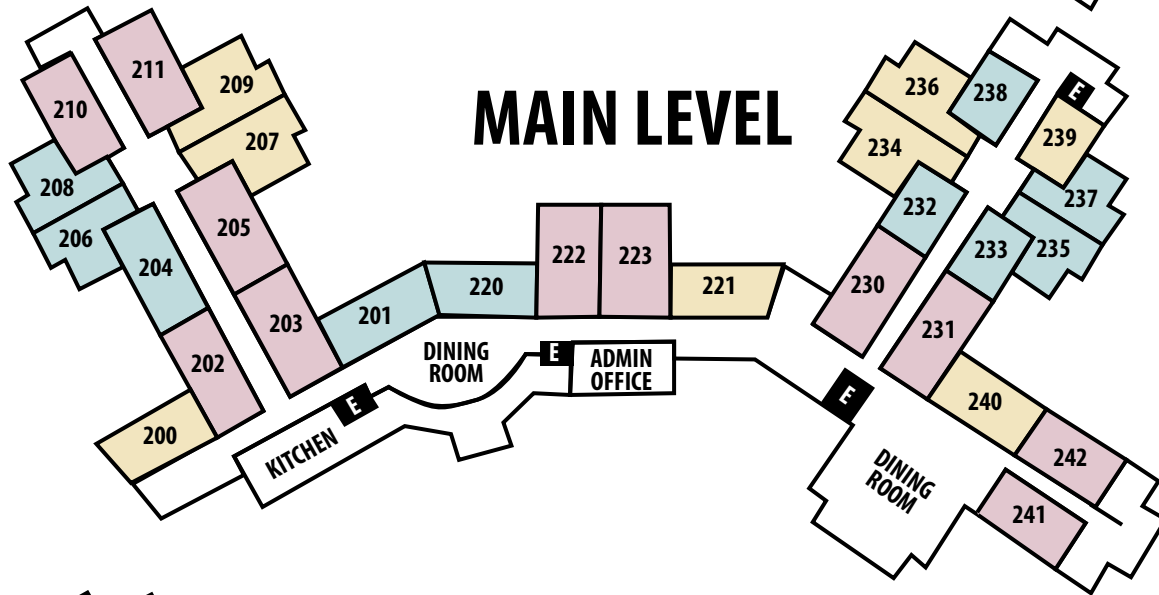 MAIN LEVEL
211
210
209
207
208
206
205
204
203
202
201
200
220
222
223
221
236
238
E
239
234
232
237
235
233
230
231
240
242
241
DINING
ROOM
E
ADMIN
OFFICE
E
KITCHEN
E
DINING
ROOM